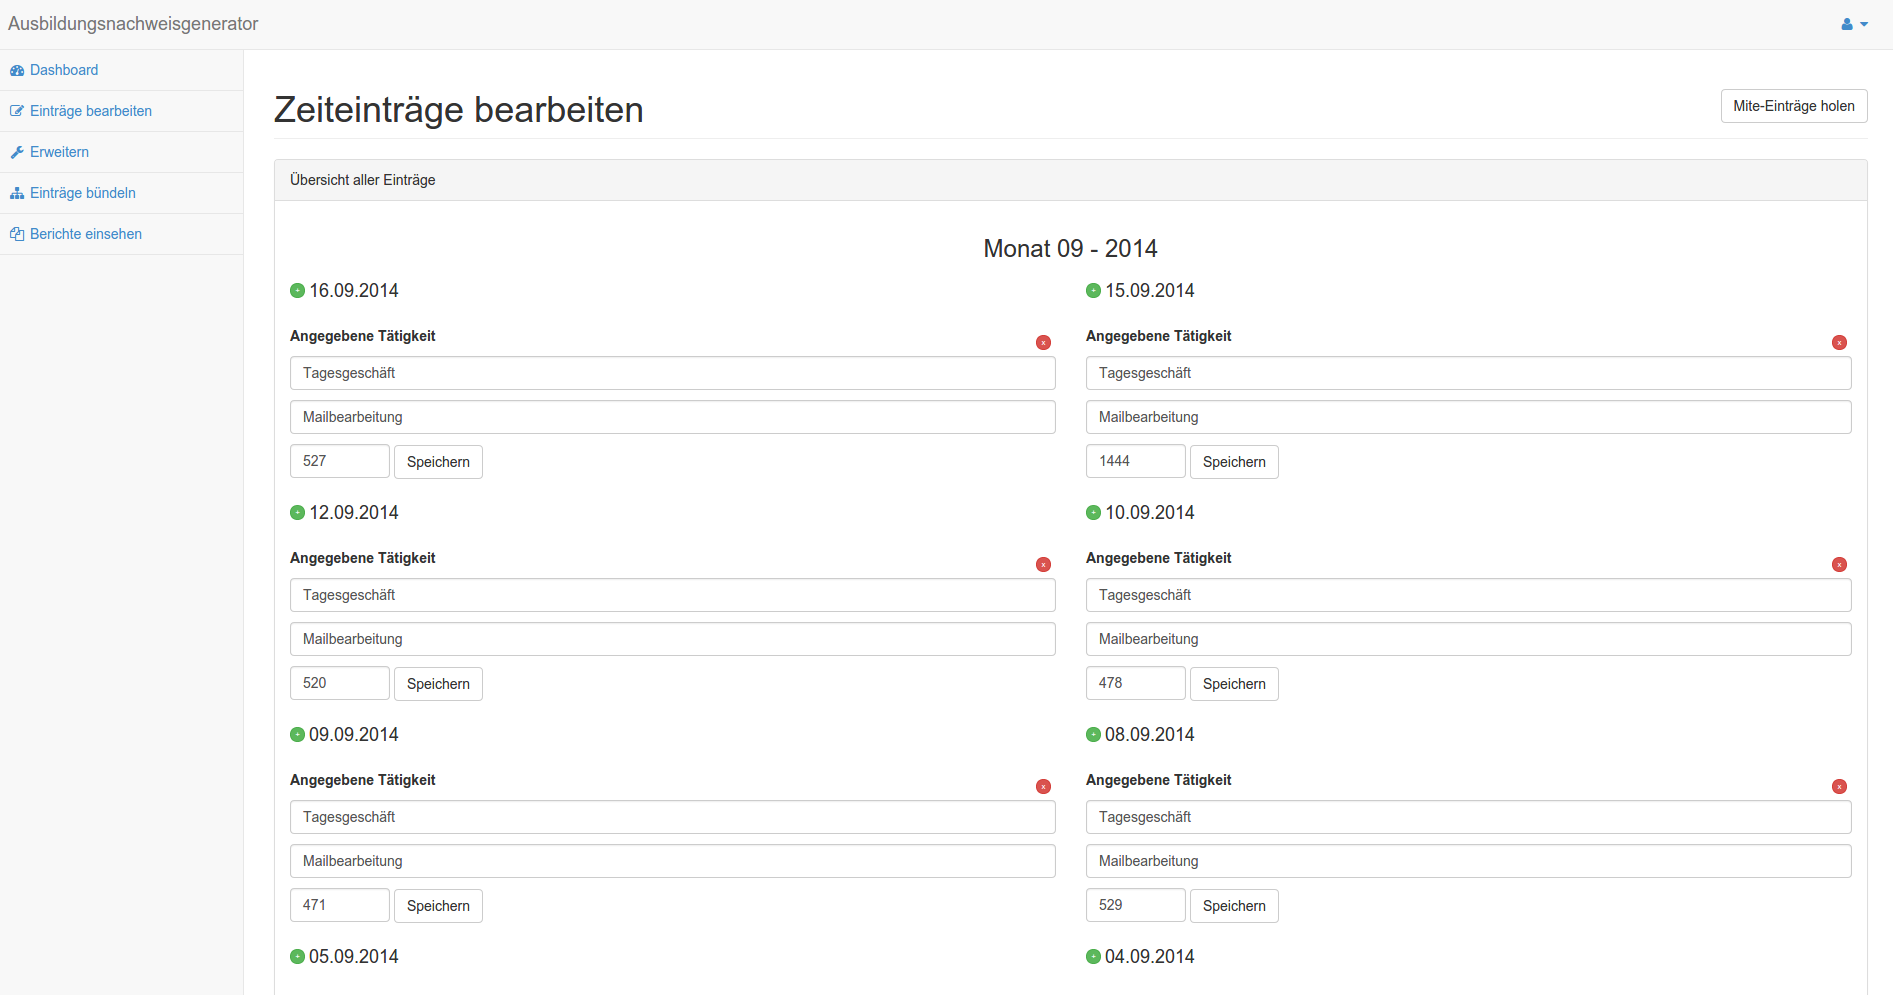 Ausbildungsnachweisgenerator
Dashboard
Einträge bearbeiten
Erweitern
Einträge bündeln
Berichte einsehen
Zeiteinträge bearbeiten
Mite-Einträge holen
Übersicht aller Einträge
Monat 09 - 2014
+ 16.09.2014
Angegebene Tätigkeit
x
Tagesgeschäft
Mailbearbeitung
527 Speichern
+ 15.09.2014
Angegebene Tätigkeit
x
Tagesgeschäft
Mailbearbeitung
1444 Speichern
+ 12.09.2014
Angegebene Tätigkeit
x
Tagesgeschäft
Mailbearbeitung
520 Speichern
+ 10.09.2014
Angegebene Tätigkeit
x
Tagesgeschäft
Mailbearbeitung
478 Speichern
+ 09.09.2014
Angegebene Tätigkeit
x
Tagesgeschäft
Mailbearbeitung
471 Speichern
+ 08.09.2014
Angegebene Tätigkeit
x
Tagesgeschäft
Mailbearbeitung
529 Speichern
+ 05.09.2014
+ 04.09.2014